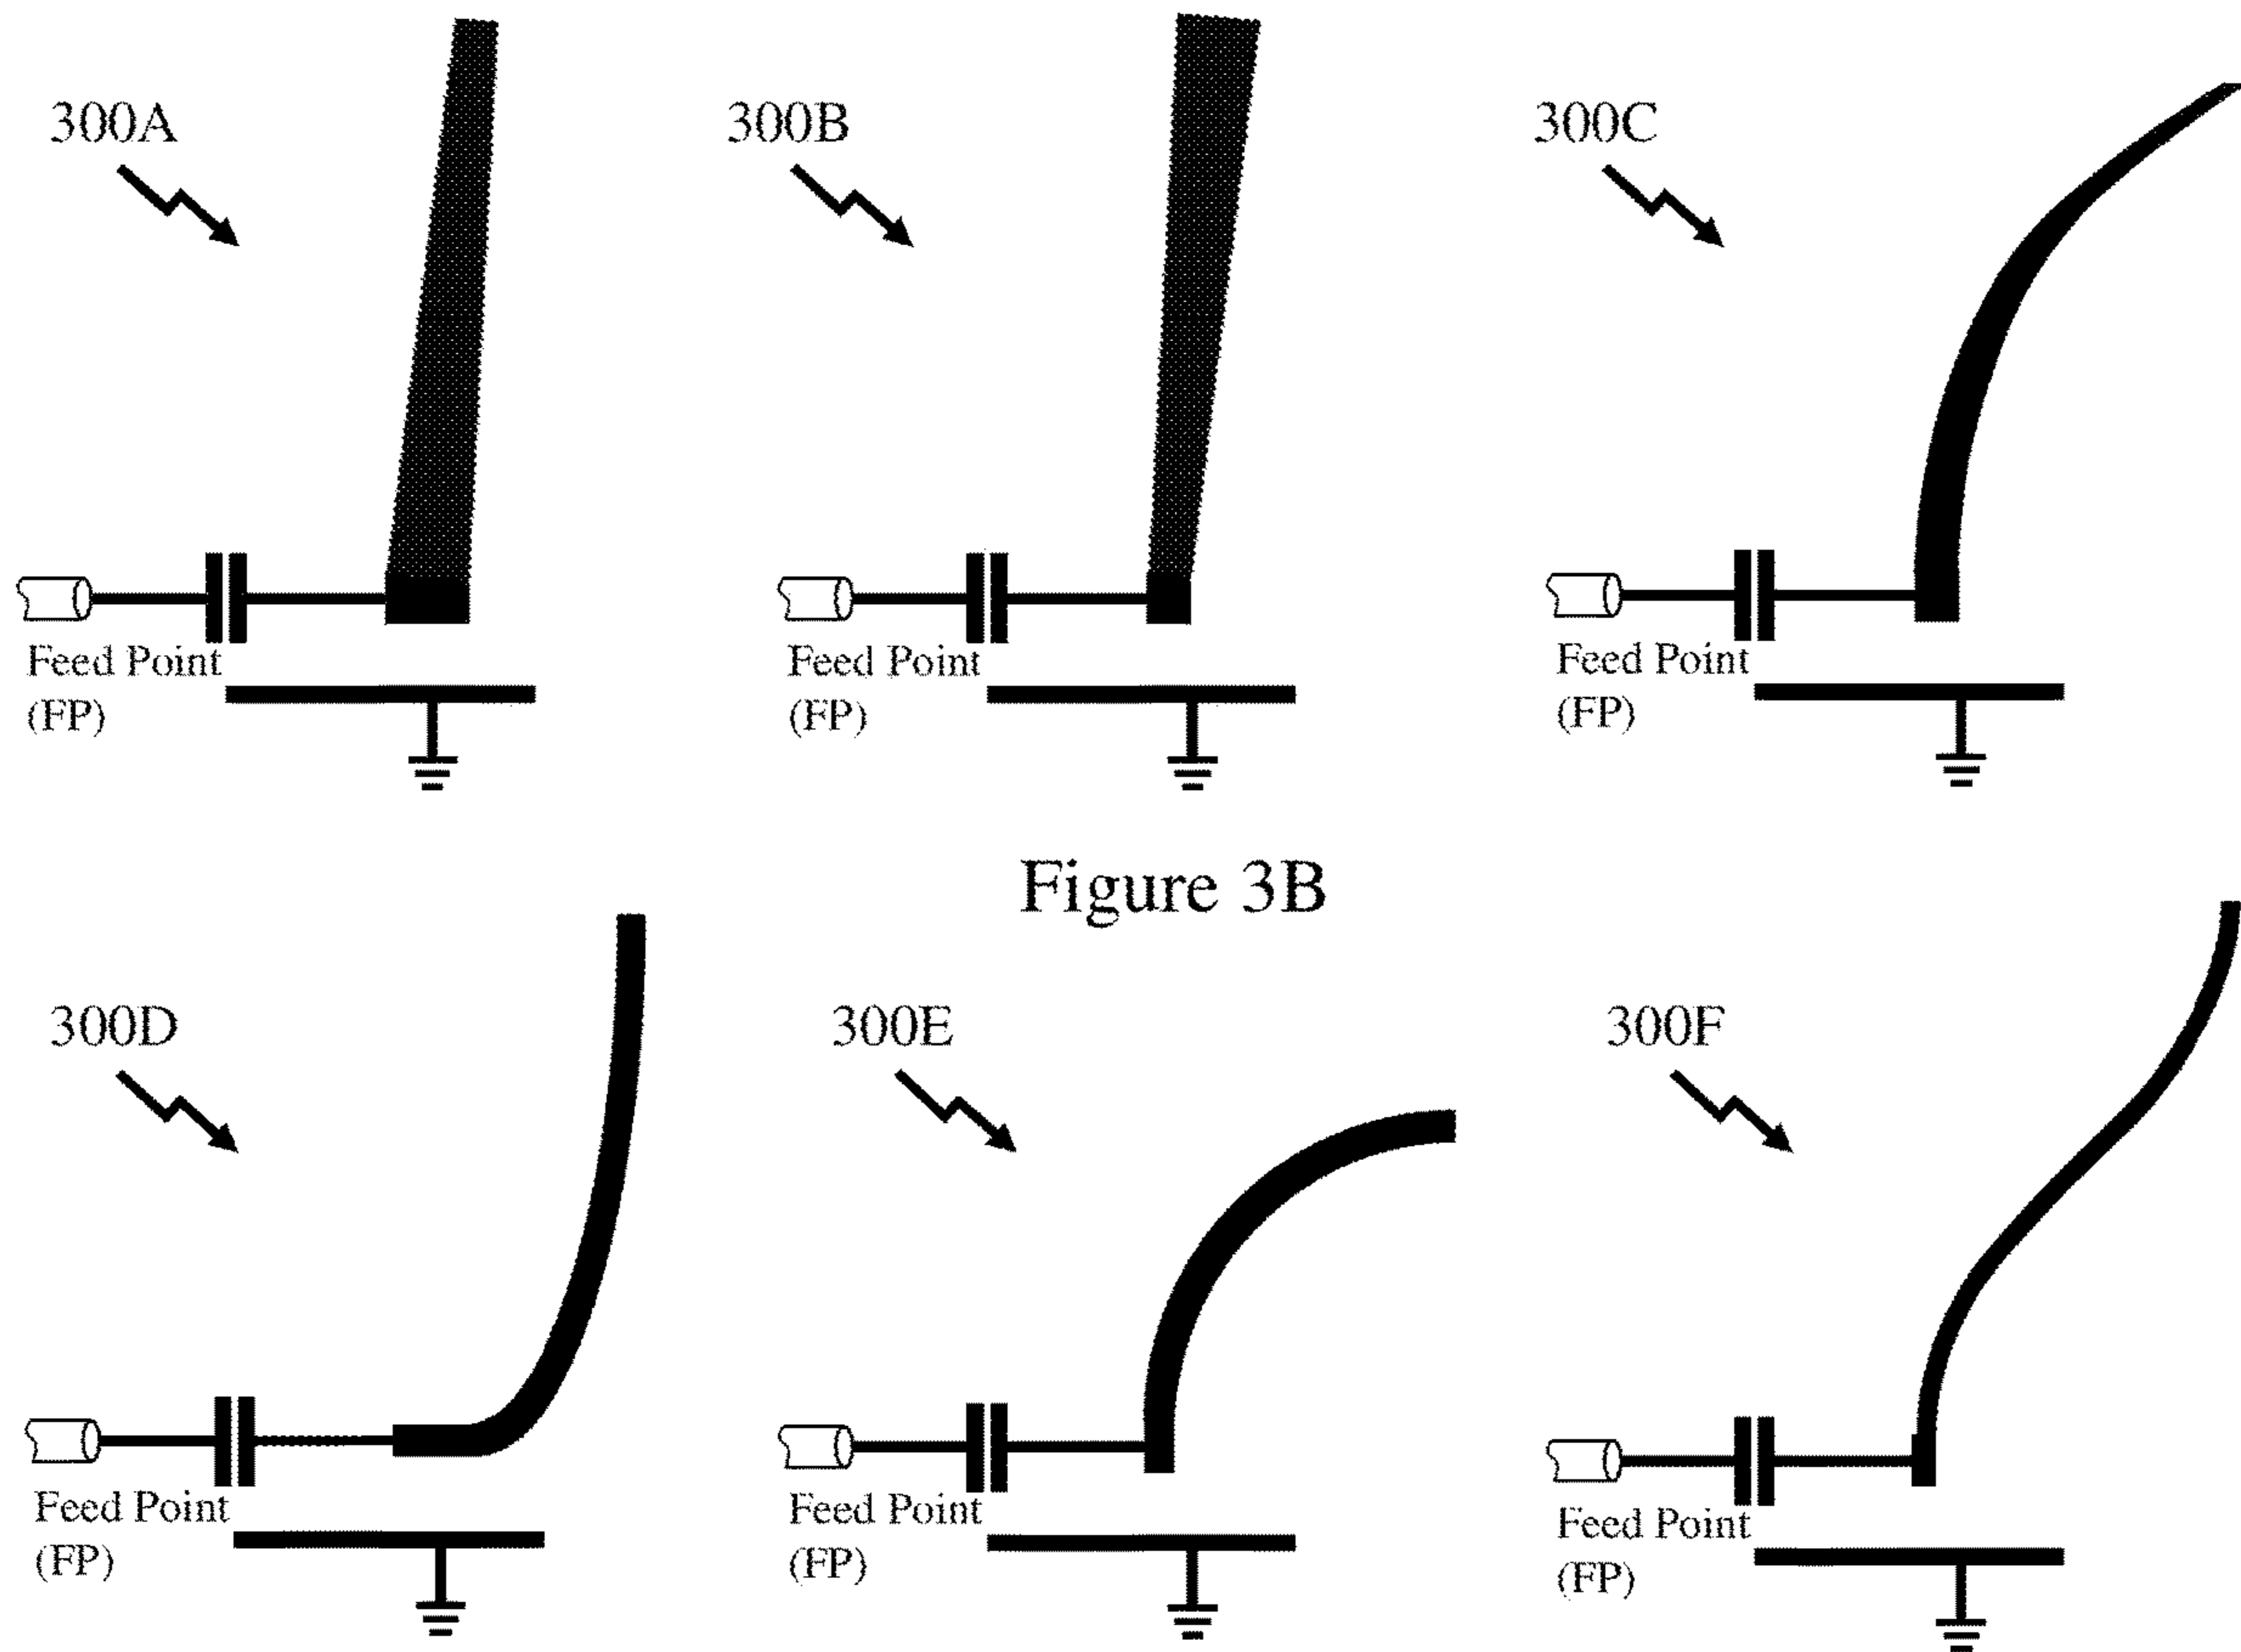 300A
300B
300C
Feed Point
(FP)
Feed Point
(FP)
Feed Point
(FP)
Figure 3B
300D
300E
300F
Feed Point
(FP)
Feed Point
(FP)
Feed Point
(FP)